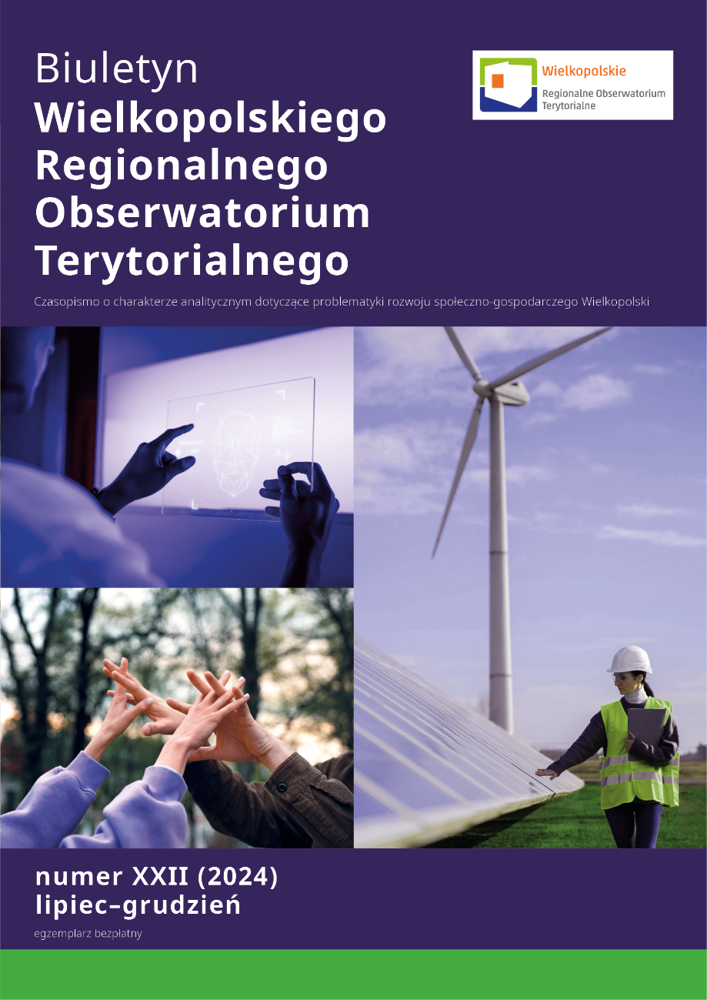 Biuletyn
Wielkopolskiego
Regionalnego
Obserwatorium
Terytorialnego
Wielkopolskie
Regionalne Obserwatorium
Terytorialne
Czasopismo o charakterze analitycznym dotyczące problematyki rozwoju społeczno-gospodarczego Wielkopolski
numer XXII (2024)
lipiec–grudzień
egzemplarz bezpłatny